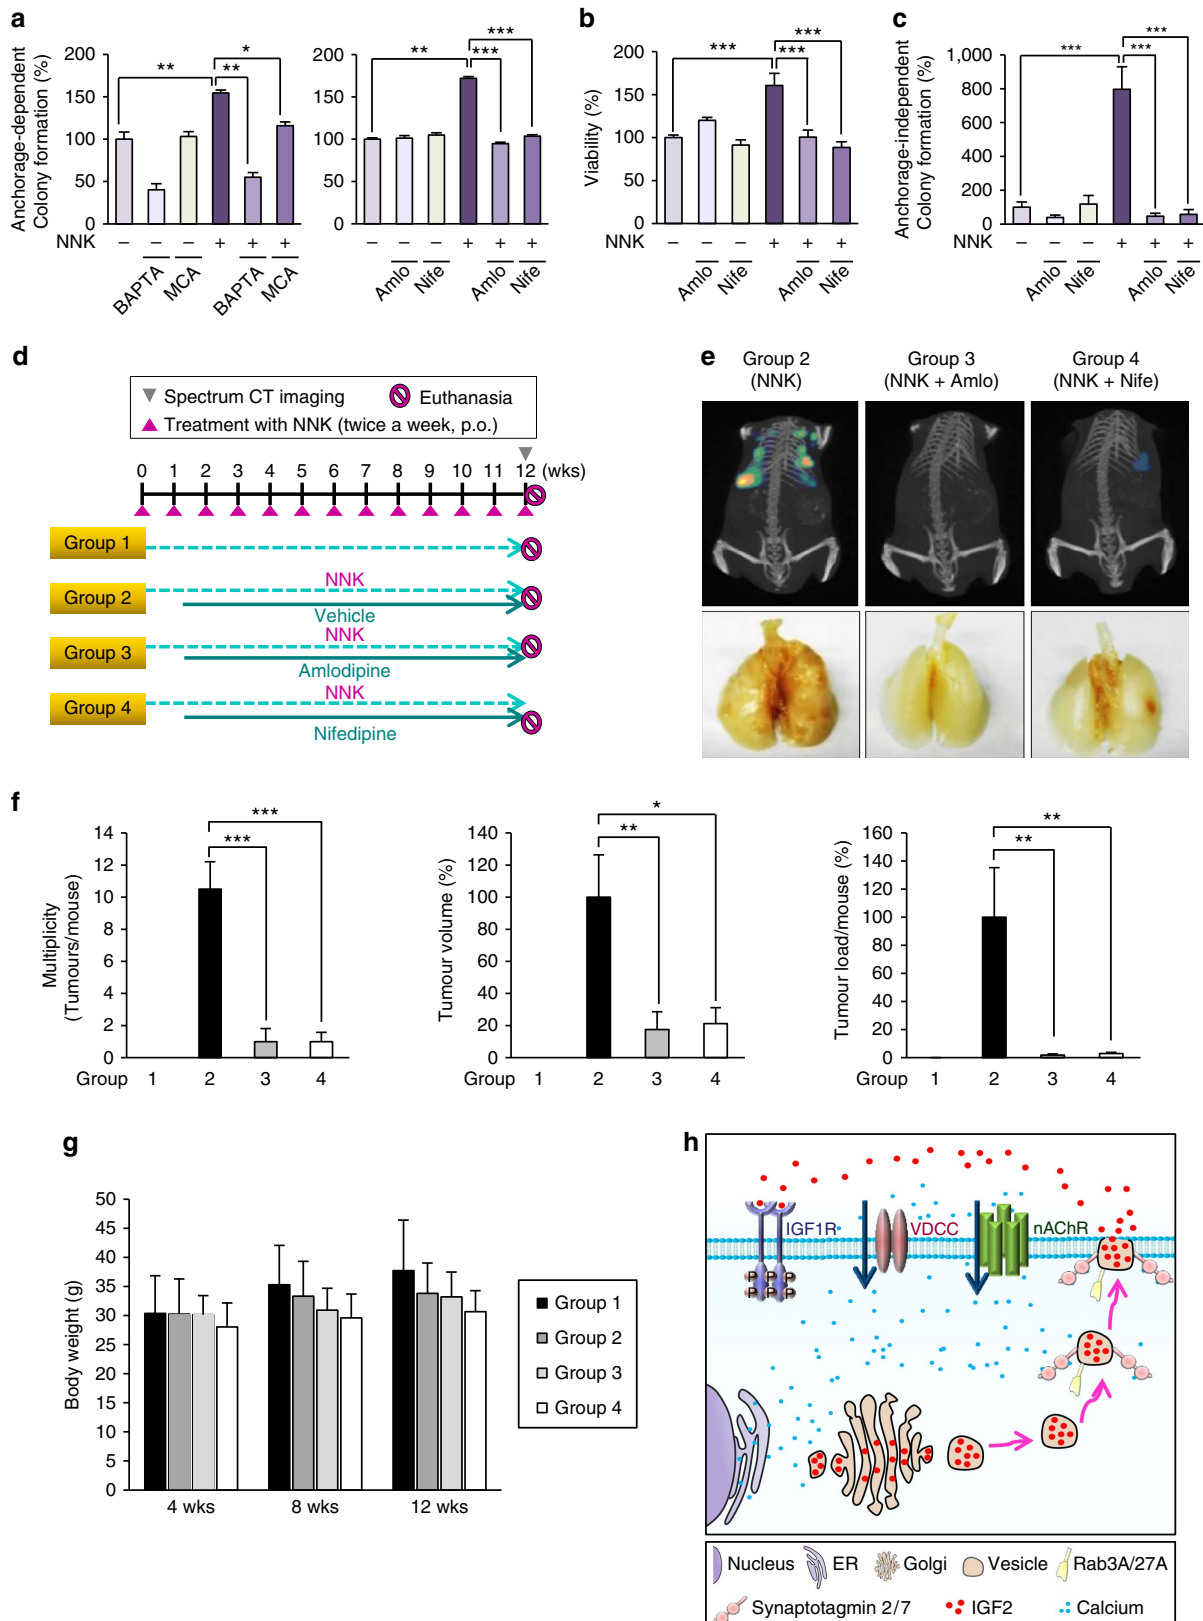 a
Anchorage-dependent
Colony formation (%)
200
150
100
50
0
**
*
**
NNK
– – – + + +
BAPTA
MCA
BAPTA
MCA
200
150
100
50
0
**
***
***
– – – + + +
Amlo
Nife
Amlo
Nife
b
Viability (%)
200
150
100
50
0
***
***
***
NNK
– – – + + +
Amlo
Nife
Amlo
Nife
c
Anchorage-independent
Colony formation (%)
1,000
800
600
400
200
0
***
***
***
NNK
– – – + + +
Amlo
Nife
Amlo
Nife
d
Spectrum CT imaging
Euthanasia
Treatment with NNK (twice a week, p.o.)
0 1 2 3 4 5 6 7 8 9 10 11 12 (wks)
Group 1
Group 2
NNK
Vehicle
Group 3
NNK
Amlodipine
Group 4
NNK
Nifedipine
e
Group 2
(NNK)
Group 3
(NNK + Amlo)
Group 4
(NNK + Nife)
f
Multiplicity
(Tumours/mouse)
14
12
10
8
6
4
2
0
***
***
Group 1 2 3 4
Tumour volume (%)
140
120
100
80
60
40
20
0
*
**
Group 1 2 3 4
Tumour load/mouse (%)
160
140
120
100
80
60
40
20
0
**
**
Group 1 2 3 4
g
Body weight (g)
50
45
40
35
30
25
20
15
10
5
0
4 wks 8 wks 12 wks
Group 1
Group 2
Group 3
Group 4
h
IGF1R
VDCC
nAChR
P P
P P
Nucleus
ER
Golgi
Vesicle
Rab3A/27A
Synaptotagmin 2/7
IGF2
Calcium